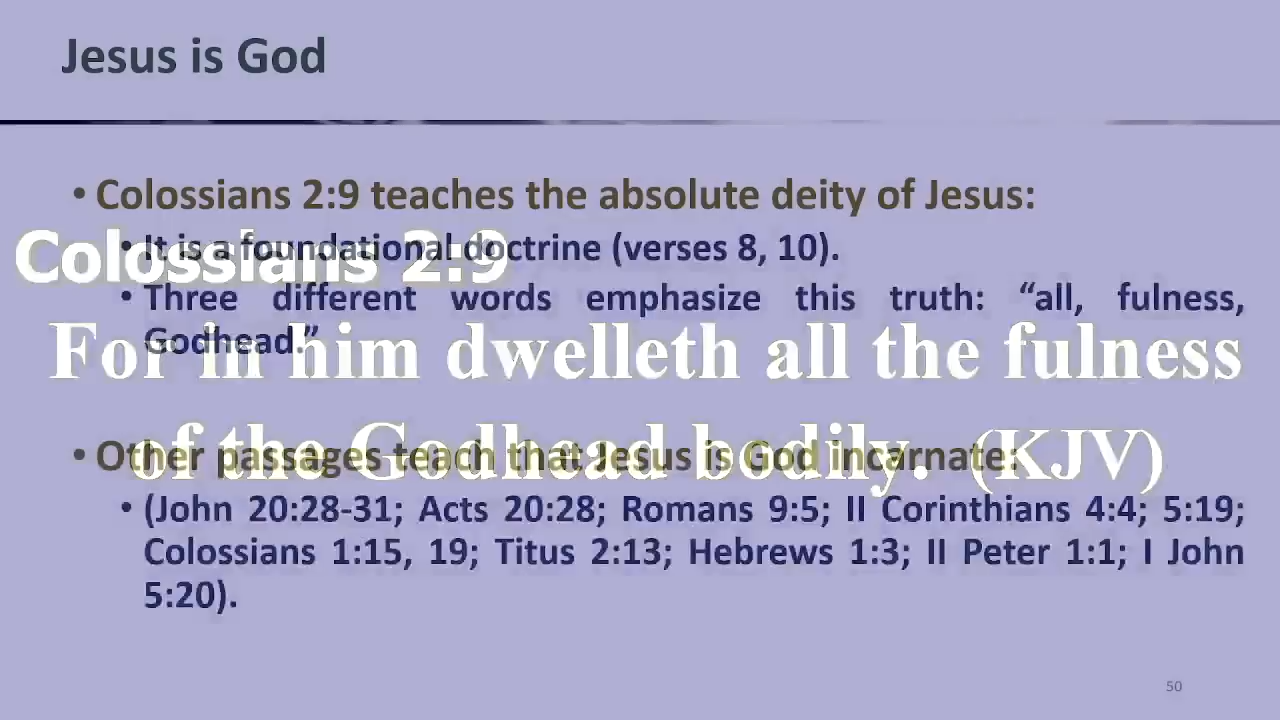 Jesus is God
• Colossians 2:9 teaches the absolute deity of Jesus:
• It is a foundational doctrine (verses 8, 10).
Colossians 2:9
• Three different words emphasize this truth: “all, fulness,
Godhead.”
For in him dwelleth all the fulness
of the Godhead bodily. (KJV)
• Other passages teach that Jesus is God incarnate:
• (John 20:28-31; Acts 20:28; Romans 9:5; II Corinthians 4:4; 5:19;
Colossians 1:15, 19; Titus 2:13; Hebrews 1:3; II Peter 1:1; I John
5:20).
50